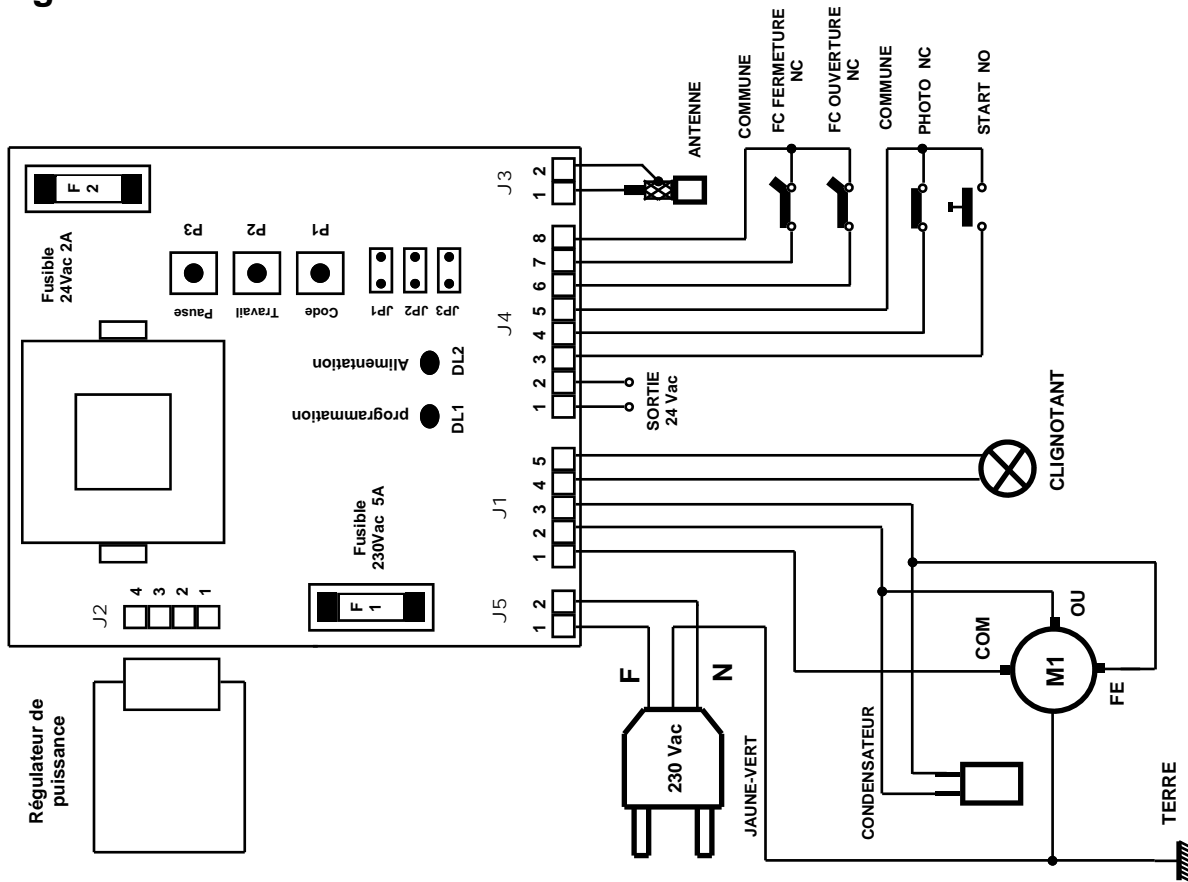 g
Régulateur de
puissance
J2
4
3
2
1
F
2
Fusible
24Vac 2A
P3
P2
P1
Pause
Travail
Code
JP1
JP2
JP3
Alimentation
DL2
programmation
DL1
Fusible
230Vac 5A
F
1
J5
1
2
J1
1
2
3
4
5
J4
1
2
3
4
5
6
7
8
J3
1
2
ANTENNE
COMMUNE
FC FERMETURE
NC
FC OUVERTURE
NC
COMMUNE
PHOTO NC
START NO
SORTIE
24 Vac
CLIGNOTANT
F
N
230 Vac
JAUNE-VERT
CONDENSATEUR
COM
OU
M1
FE
TERRE